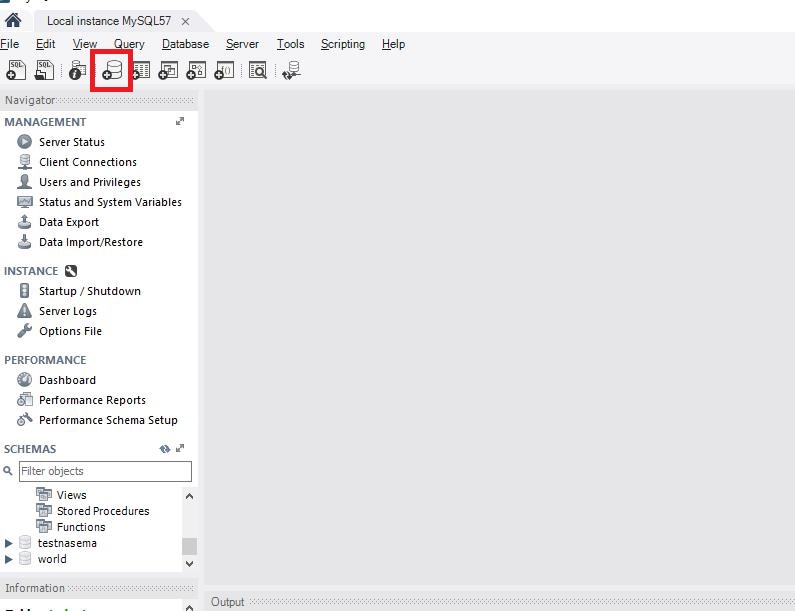 Local instance MySQL57
File Edit View Query Database Server Tools Scripting Help
SQL SQL
Navigator
MANAGEMENT
Server Status
Client Connections
Users and Privileges
Status and System Variables
Data Export
Data Import/Restore
INSTANCE
Startup / Shutdown
Server Logs
Options File
PERFORMANCE
Dashboard
Performance Reports
Performance Schema Setup
SCHEMAS
Filter objects
Views
Stored Procedures
Functions
testnasema
world
Information
Output